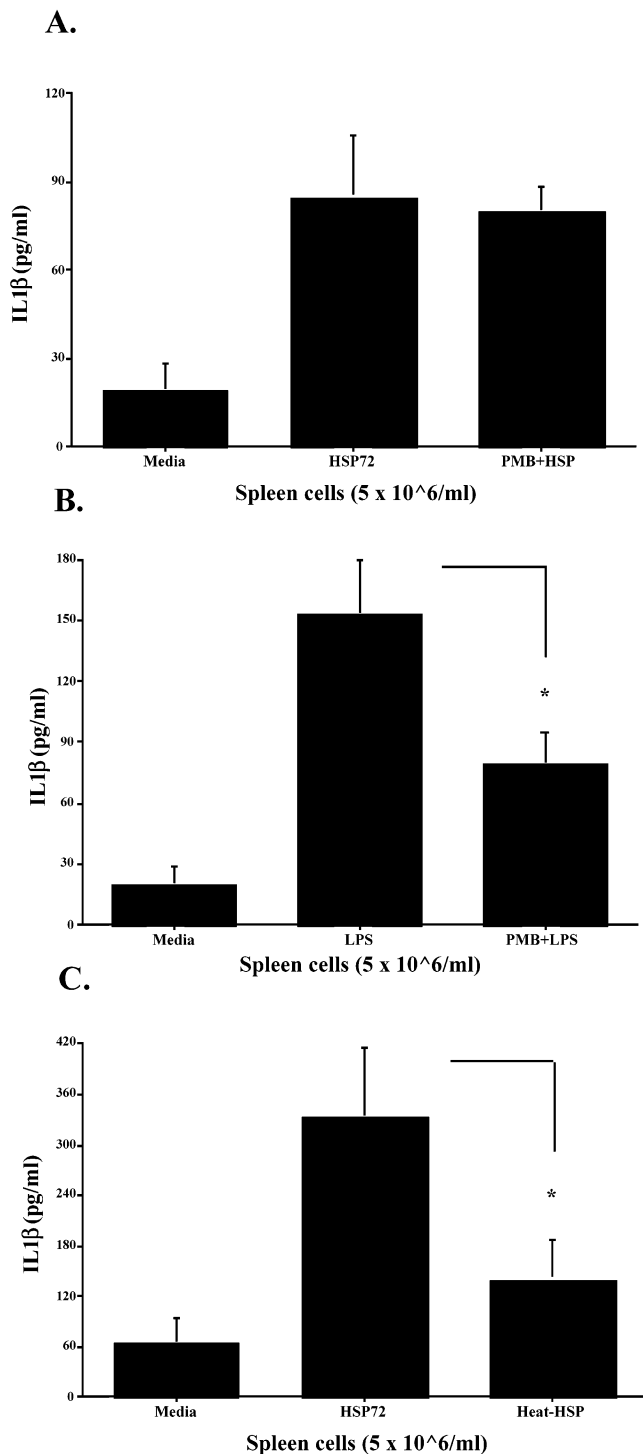 A.
120
90
60
30
0
IL1β (pg/ml)
Media HSP72 PMB+HSP
Spleen cells (5 x 10^6/ml)
B.
180
150
120
90
60
30
0
IL1β (pg/ml)
*
Media LPS PMB+LPS
Spleen cells (5 x 10^6/ml)
C.
420
360
300
240
180
120
60
0
IL1β (pg/ml)
*
Media HSP72 Heat-HSP
Spleen cells (5 x 10^6/ml)